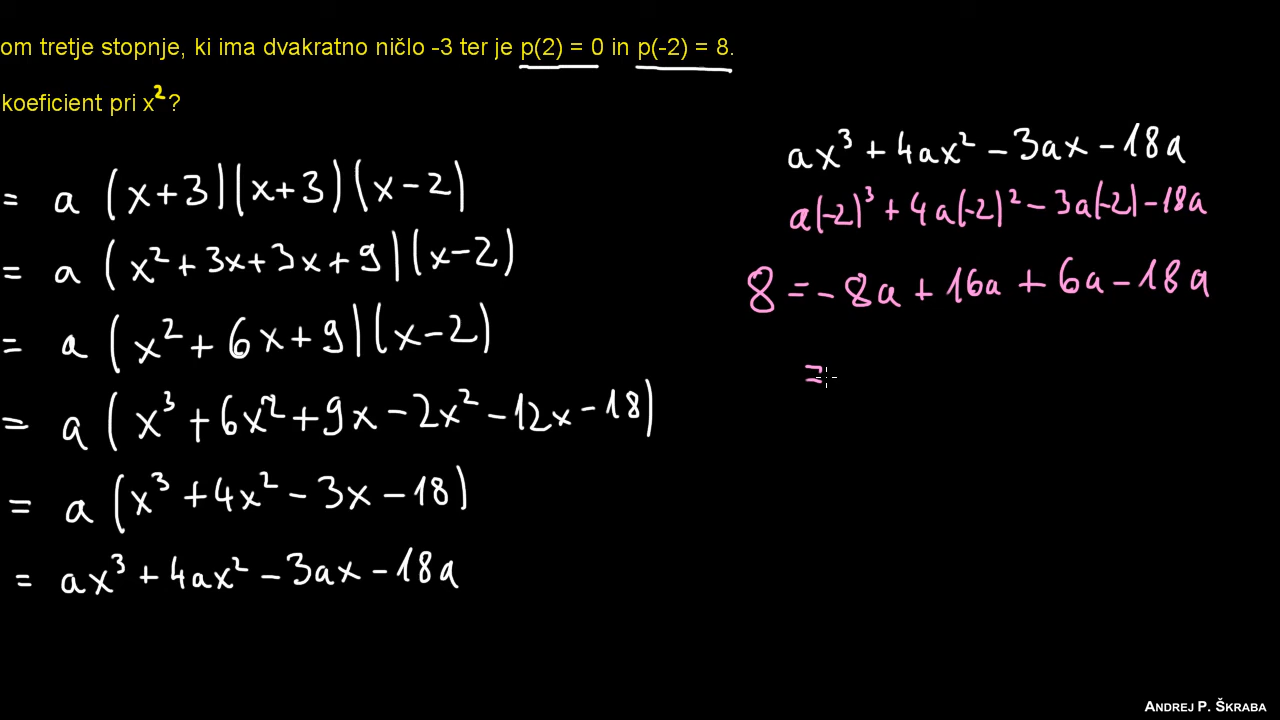 om tretje stopnje, ki ima dvakratno ničlo -3 ter je p(2) = 0 in p(-2) = 8.
koeficient pri x²?
= a (x+3)(x+3)(x-2)
= a (x²+3x+3x+9)(x-2)
= a (x²+6x+9)(x-2)
= a (x³+6x²+9x-2x²-12x-18)
= a (x³+4x²-3x-18)
= ax³+4ax²-3ax-18a
ax³+4ax²-3ax-18a
a(-2)³+4a(-2)²-3a(-2)-18a
8=-8a+16a+6a-18a
=
ANDREJ P. ŠKRABA